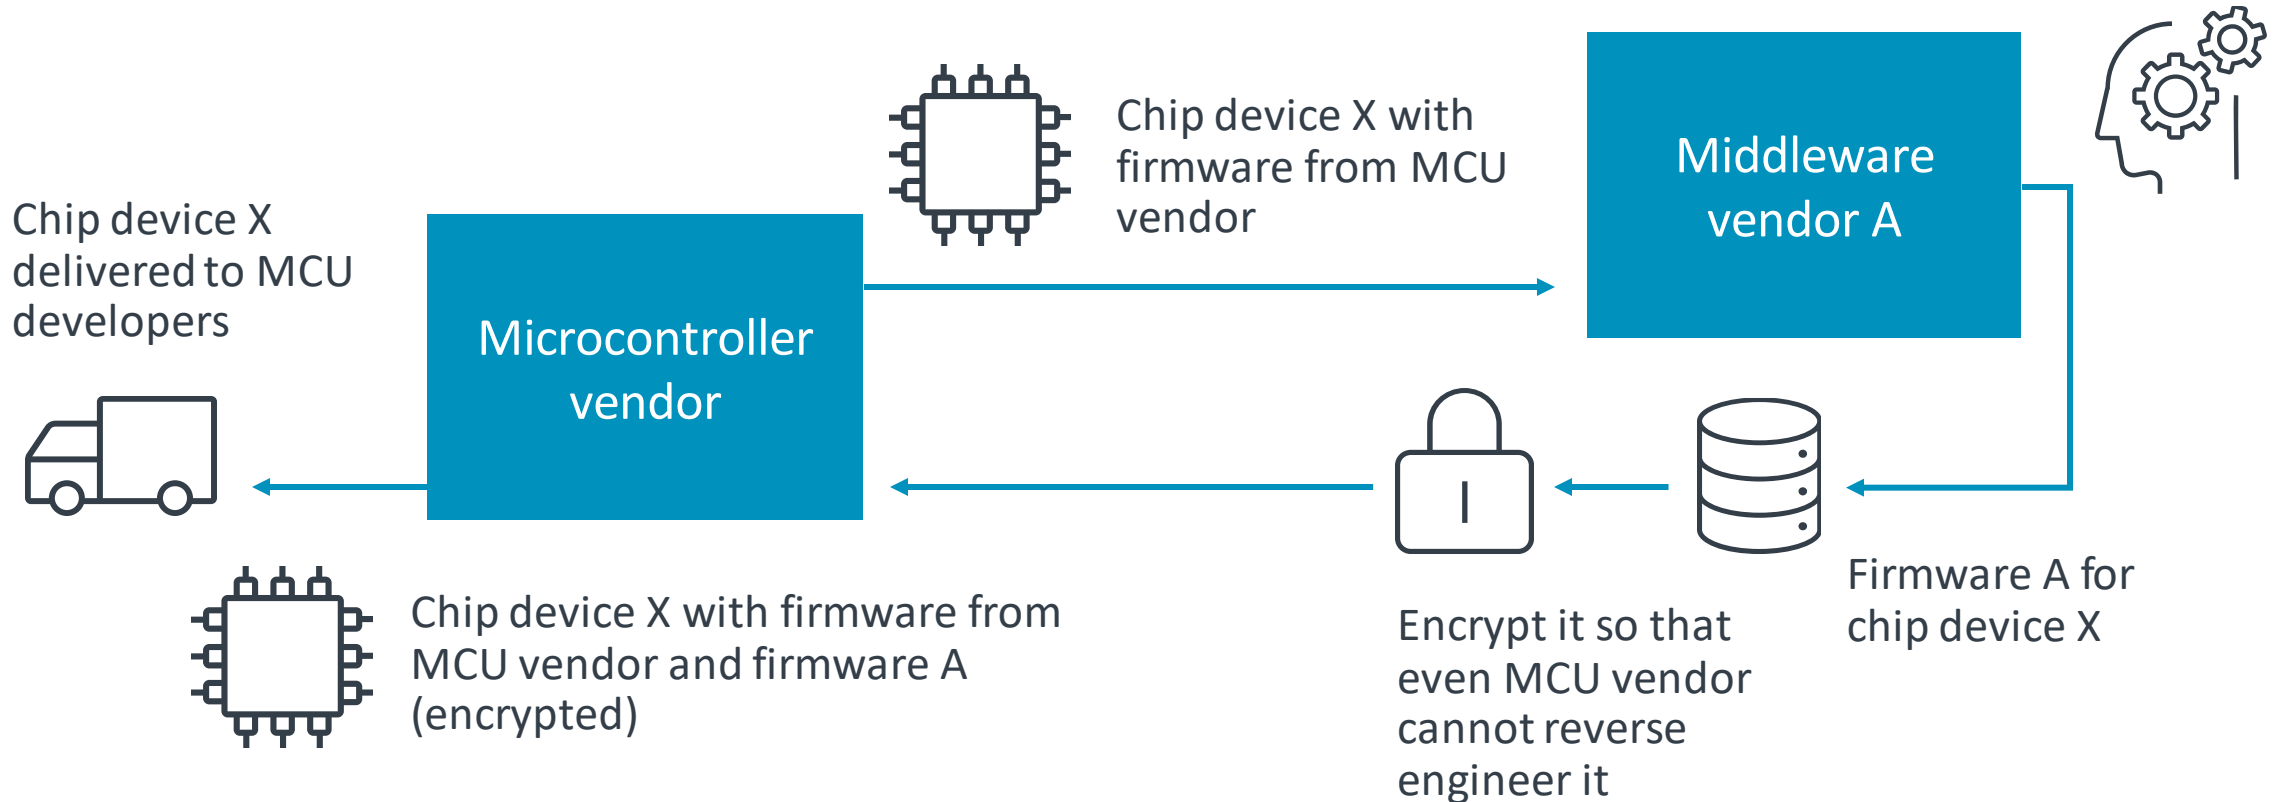 Chip device X
delivered to MCU
developers
Microcontroller
vendor
Chip device X with
firmware from MCU
vendor
Middleware
vendor A
Firmware A for
chip device X
Encrypt it so that
even MCU vendor
cannot reverse
engineer it
Chip device X with firmware from
MCU vendor and firmware A
(encrypted)